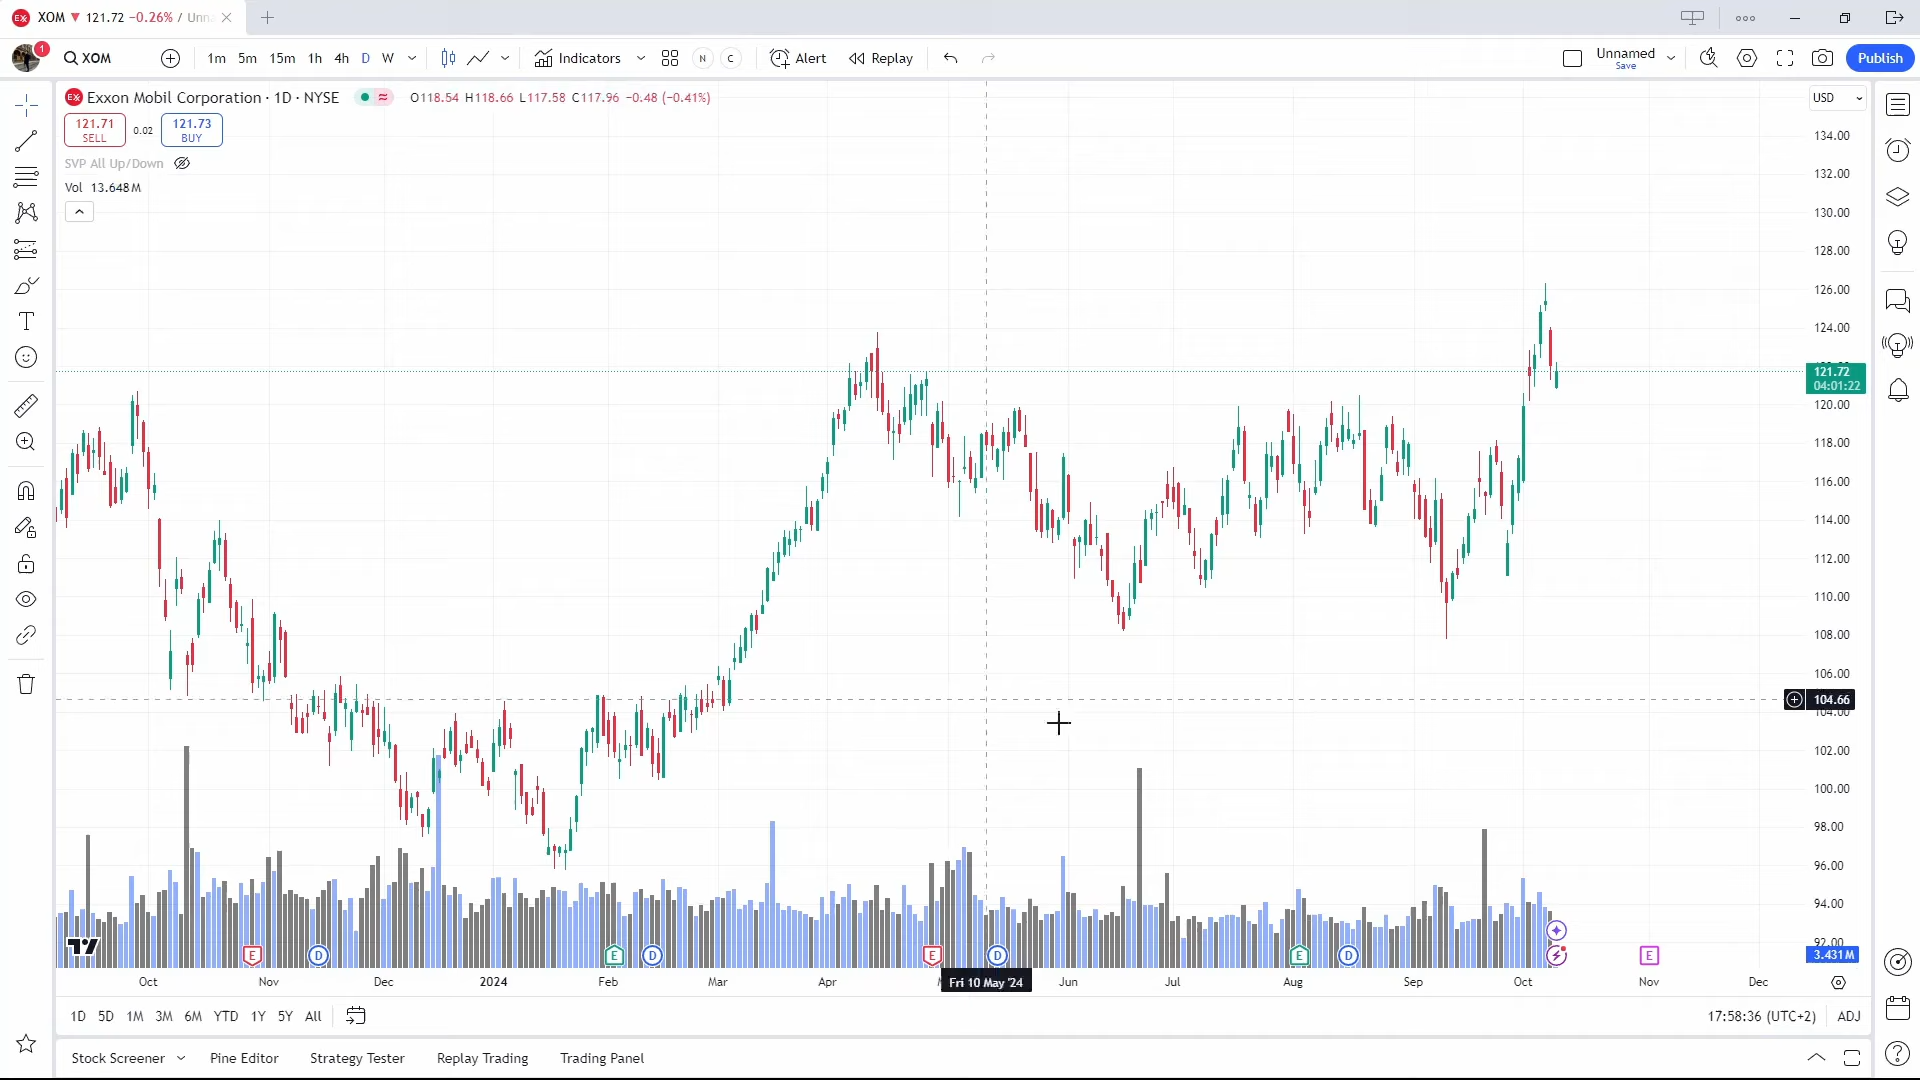 XOM 121.72 −0.26% / Unna
1
XOM
1m 5m 15m 1h 4h D W
Indicators
N
C
Alert
Replay
Unnamed
Save
Publish
Exxon Mobil Corporation · 1D · NYSE
O118.54 H118.66 L117.58 C117.96 −0.48 (−0.41%)
USD
121.71
SELL
0.02
121.73
BUY
SVP All Up/Down
Vol 13.648M
134.00
132.00
130.00
128.00
126.00
124.00
121.72
04:01:22
120.00
118.00
116.00
114.00
112.00
110.00
108.00
106.00
104.66
104.00
102.00
100.00
98.00
96.00
94.00
92.00
3.431M
E D E D E D E D E
Oct Nov Dec 2024 Feb Mar Apr Fri 10 May '24 Jun Jul Aug Sep Oct Nov Dec
1D 5D 1M 3M 6M YTD 1Y 5Y All
17:58:36 (UTC+2) ADJ
Stock Screener Pine Editor Strategy Tester Replay Trading Trading Panel